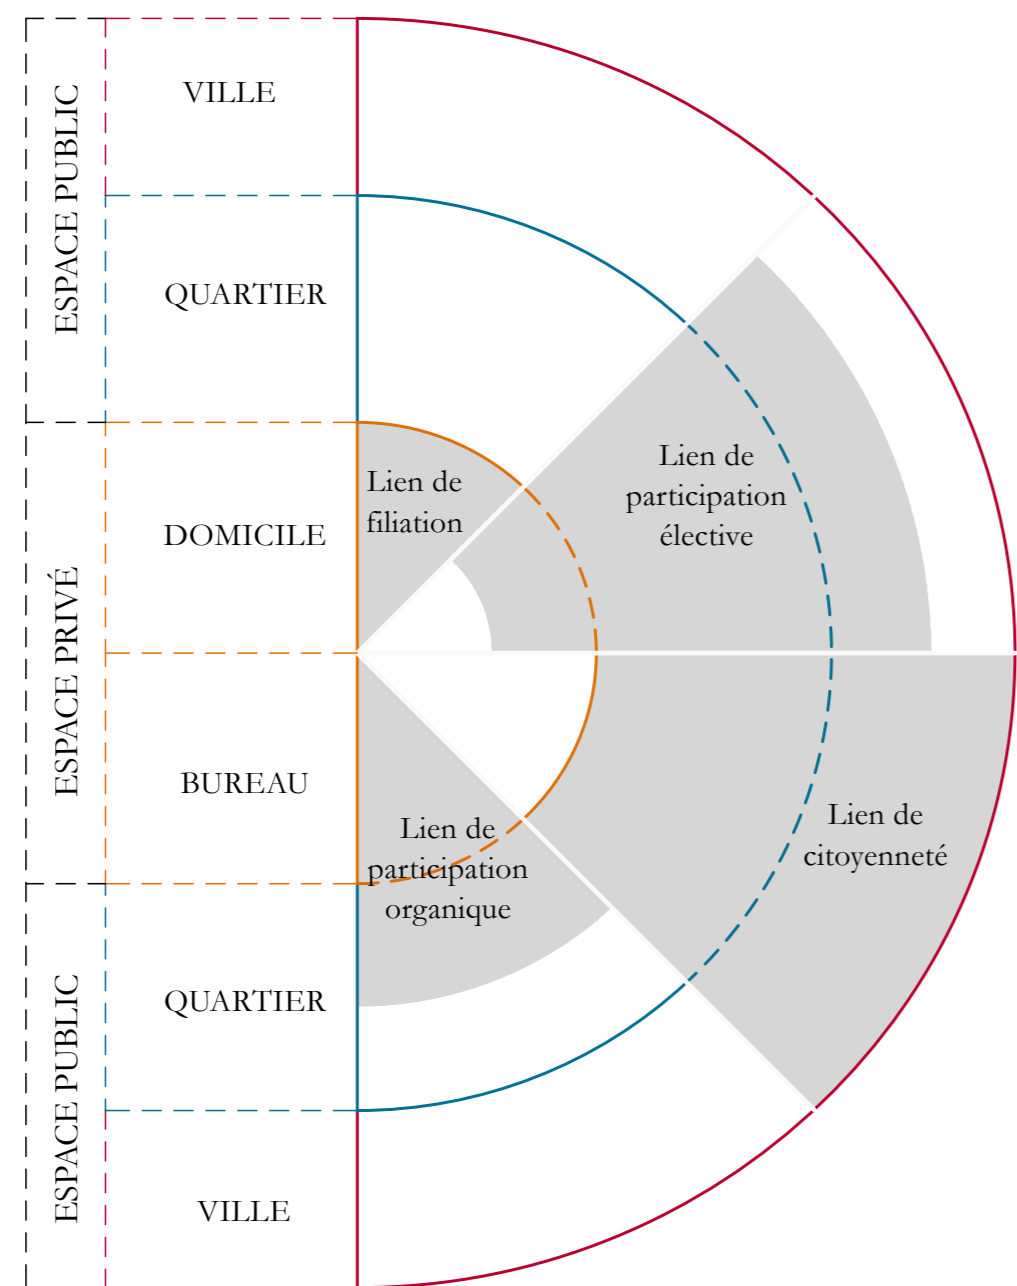 ESPACE PUBLIC
VILLE
QUARTIER
ESPACE PRIVÉ
DOMICILE
BUREAU
ESPACE PUBLIC
QUARTIER
VILLE
Lien de
filiation
Lien de
participation
élective
Lien de
participation
organique
Lien de
citoyenneté